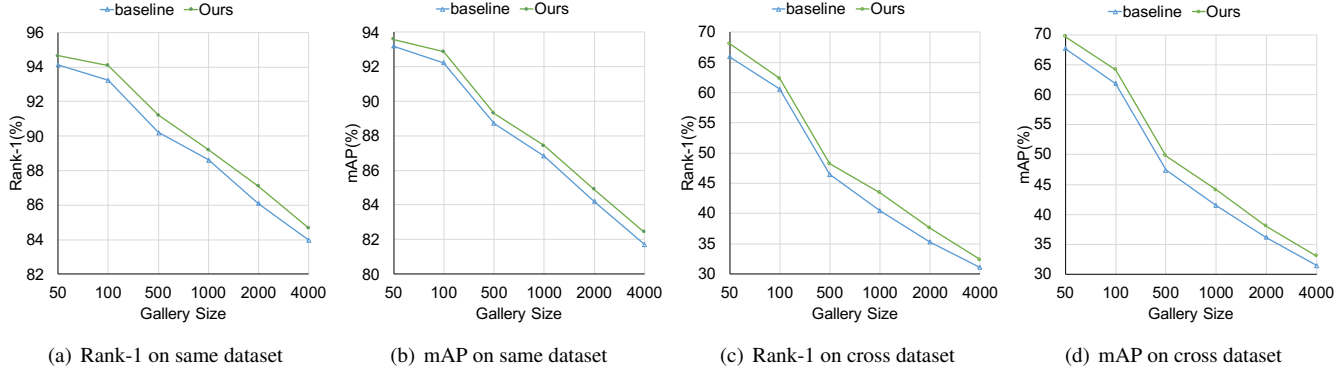 baseline Ours
96
94
92
90
88
86
84
82
Rank-1(%)
50 100 500 1000 2000 4000
Gallery Size
(a) Rank-1 on same dataset
baseline Ours
94
92
90
88
86
84
82
80
mAP(%)
50 100 500 1000 2000 4000
Gallery Size
(b) mAP on same dataset
baseline Ours
70
65
60
55
50
45
40
35
30
Rank-1(%)
50 100 500 1000 2000 4000
Gallery Size
(c) Rank-1 on cross dataset
baseline Ours
70
65
60
55
50
45
40
35
30
mAP(%)
50 100 500 1000 2000 4000
Gallery Size
(d) mAP on cross dataset